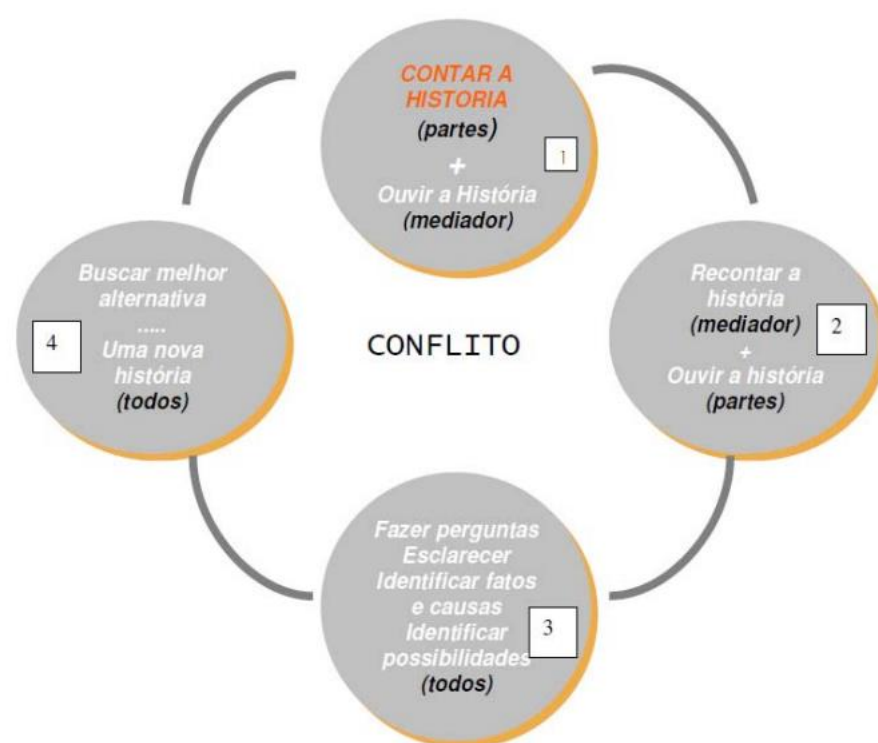 CONTAR A
HISTORIA
(partes)
+
1
Ouvir a História
(mediador)
Recontar a
história
(mediador)
2
+
Ouvir a história
(partes)
CONFLITO
Fazer perguntas
Esclarecer
Identificar fatos
e causas
Identificar
3
possibilidades
(todos)
Buscar melhor
alternativa
.....
4
Uma nova
história
(todos)